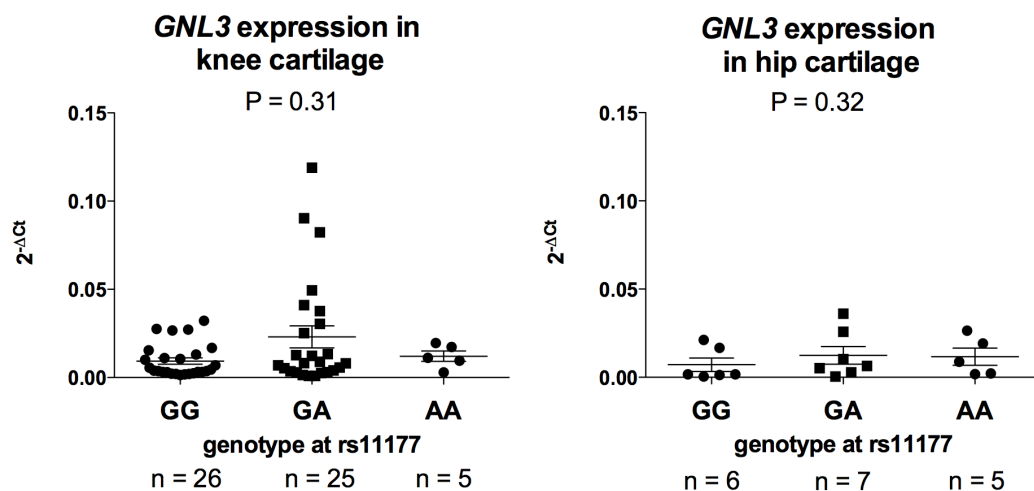 GNL3 expression in
knee cartilage
P = 0.31
0.15
0.10
0.05
0.00
2-ΔCt
GG GA AA
genotype at rs11177
n = 26 n = 25 n = 5
GNL3 expression
in hip cartilage
P = 0.32
0.15
0.10
0.05
0.00
2-ΔCt
GG GA AA
genotype at rs11177
n = 6 n = 7 n = 5